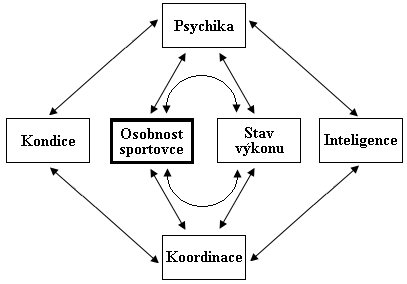 Psychika
Kondice
Osobnost
sportovce
Stav
výkonu
Inteligence
Koordinace